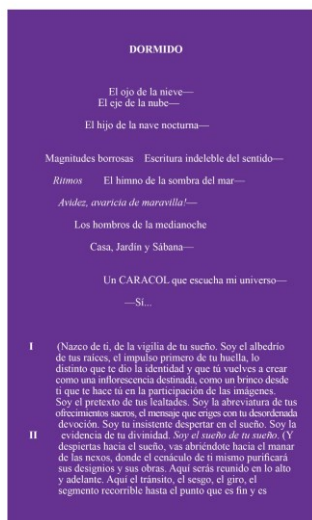 DORMIDO
El ojo de la nieve—
El eje de la nube—
El hijo de la nave nocturna—
Magnitudes borrosas Escritura indeleble del sentido—
Ritmos El himno de la sombra del mar—
Avidez, avaricia de maravilla!—
Los hombros de la medianoche
Casa, Jardín y Sábana—
Un CARACOL que escucha mi universo—
—Sí...
I (Nazco de ti, de la vigilia de tu sueño. Soy el albedrío
de tus raíces, el impulso primero de tu huella, lo
distinto que te dio la identidad y que tú vuelves a crear
como una inflorescencia destinada, como un brinco desde
ti que te hace tú en la participación de las imágenes.
Soy el pretexto de tus lealtades. Soy la abreviatura de tus
ofrecimientos sacros, el mensaje que eriges con tu desordenada
devoción. Soy tu insistente despertar en el sueño. Soy la
II evidencia de tu divinidad. Soy el sueño de tu sueño. (Y
despiertas hacia el sueño, vas abriéndote hacia el manar
de las nexos, donde el cenáculo de ti mismo purificará
sus designios y sus obras. Aquí serás reunido en lo alto
y adelante. Aquí el tránsito, el sesgo, el giro, el
segmento recorrible hasta el punto que es fin y es